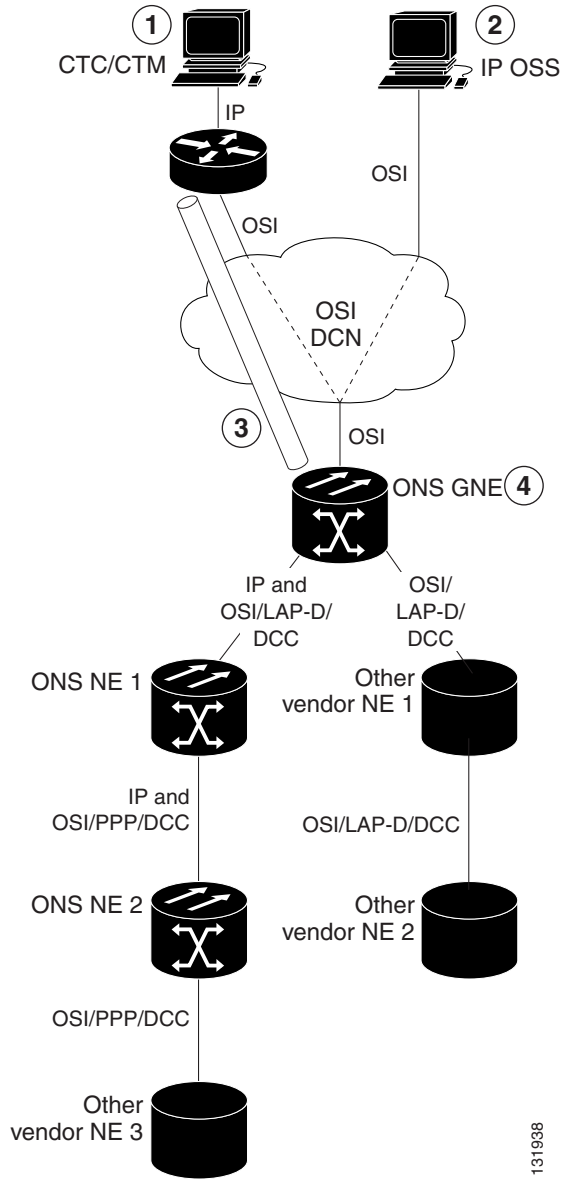 1
CTC/CTM
2
IP OSS
IP
OSI
OSI
OSI
DCN
3
OSI
ONS GNE
4
IP and
OSI/LAP-D/
DCC
OSI/
LAP-D/
DCC
ONS NE 1
Other
vendor NE 1
IP and
OSI/PPP/DCC
OSI/LAP-D/DCC
ONS NE 2
Other
vendor NE 2
OSI/PPP/DCC
Other
vendor NE 3
131938